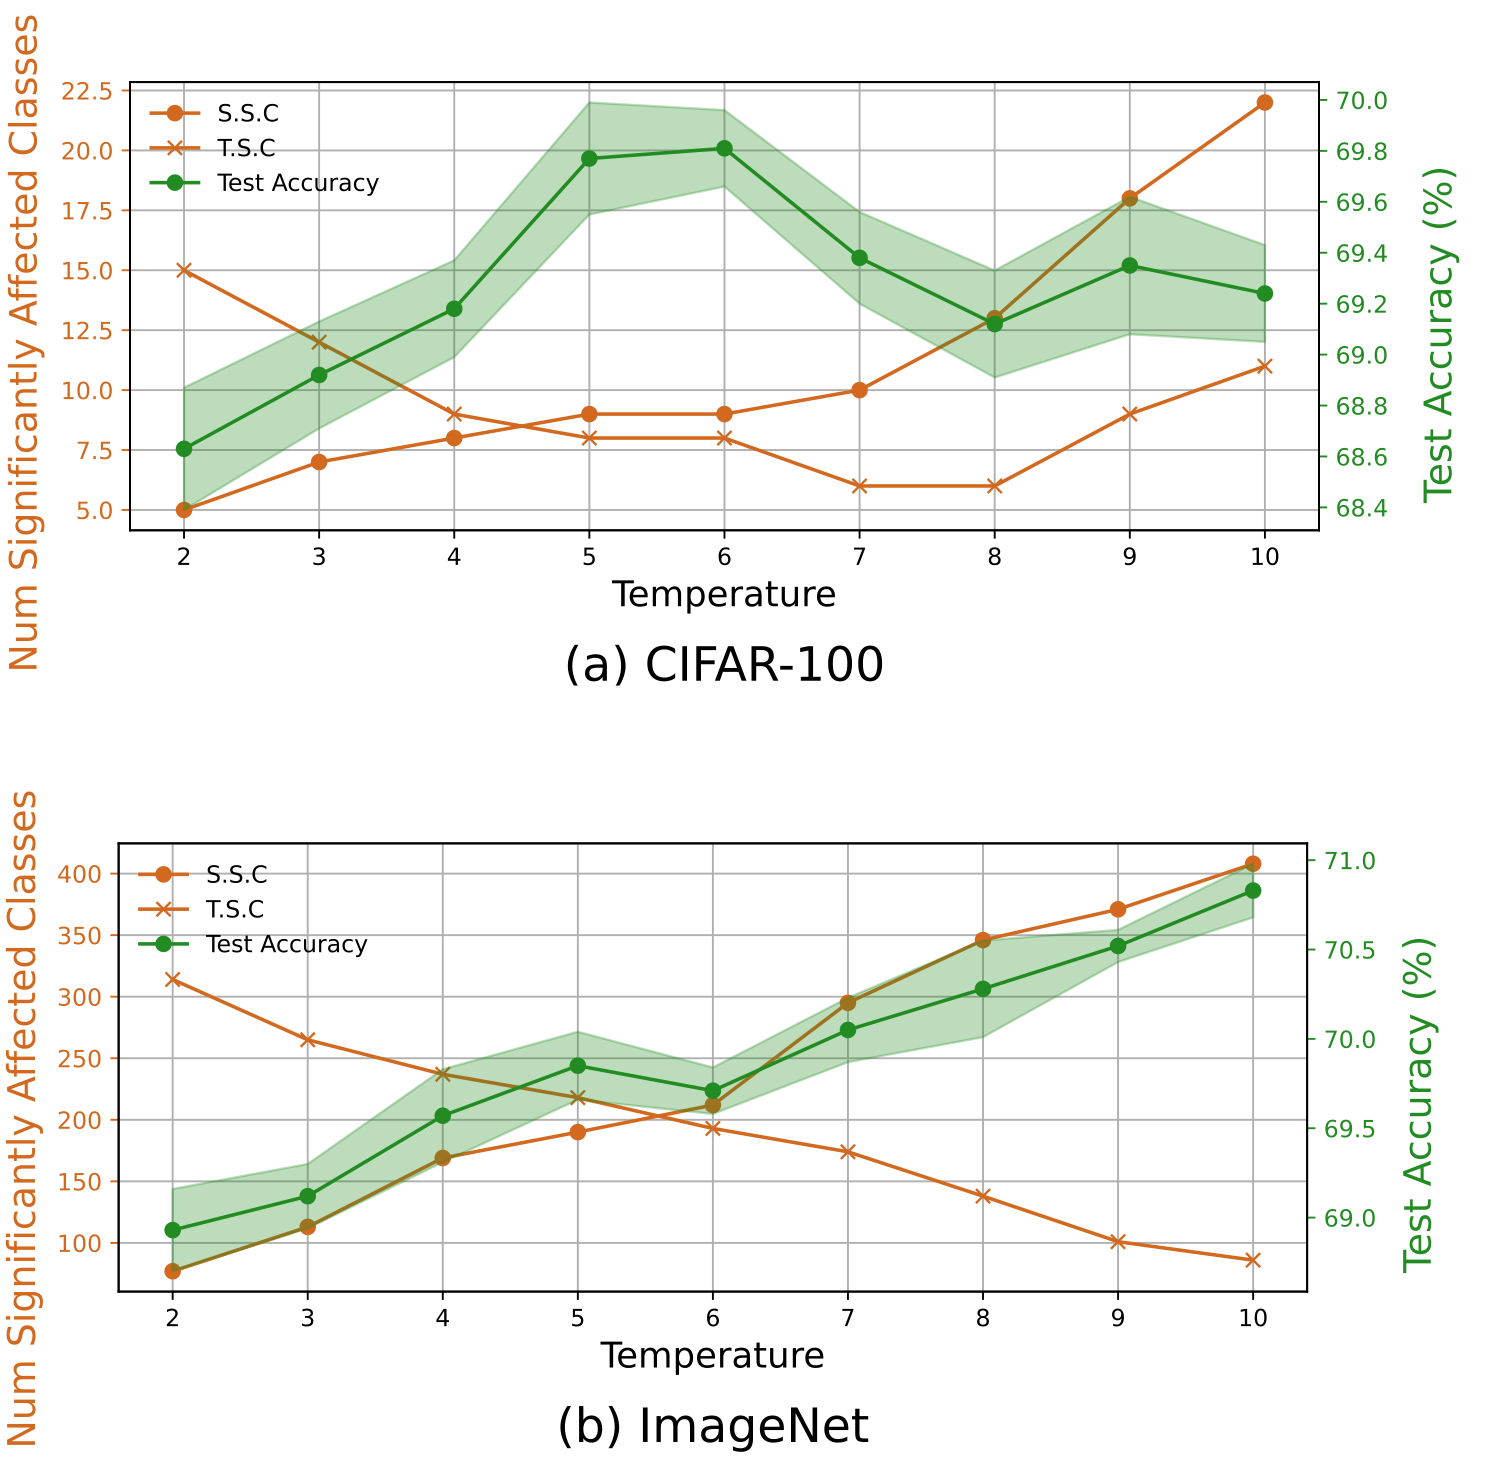 Num Significantly Affected Classes
22.5
20.0
17.5
15.0
12.5
10.0
7.5
5.0
S.S.C
T.S.C
Test Accuracy
70.0
69.8
69.6
69.4
69.2
69.0
68.8
68.6
68.4
Test Accuracy (%)
2 3 4 5 6 7 8 9 10
Temperature
(a) CIFAR-100
Num Significantly Affected Classes
400
350
300
250
200
150
100
S.S.C
T.S.C
Test Accuracy
71.0
70.5
70.0
69.5
69.0
Test Accuracy (%)
2 3 4 5 6 7 8 9 10
Temperature
(b) ImageNet